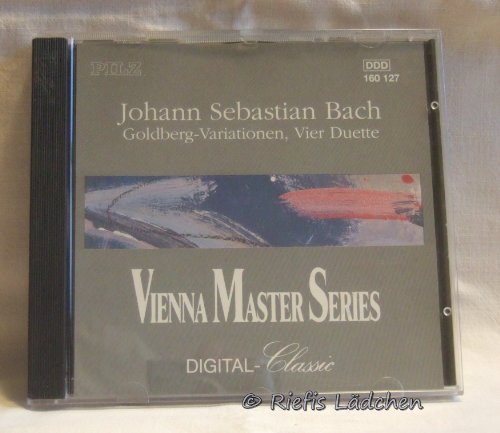 PILZ
DDD
160 127
Johann Sebastian Bach
Goldberg-Variationen, Vier Duette
VIENNA MASTER SERIES
DIGITAL-Classic
© Riefis Lädchen